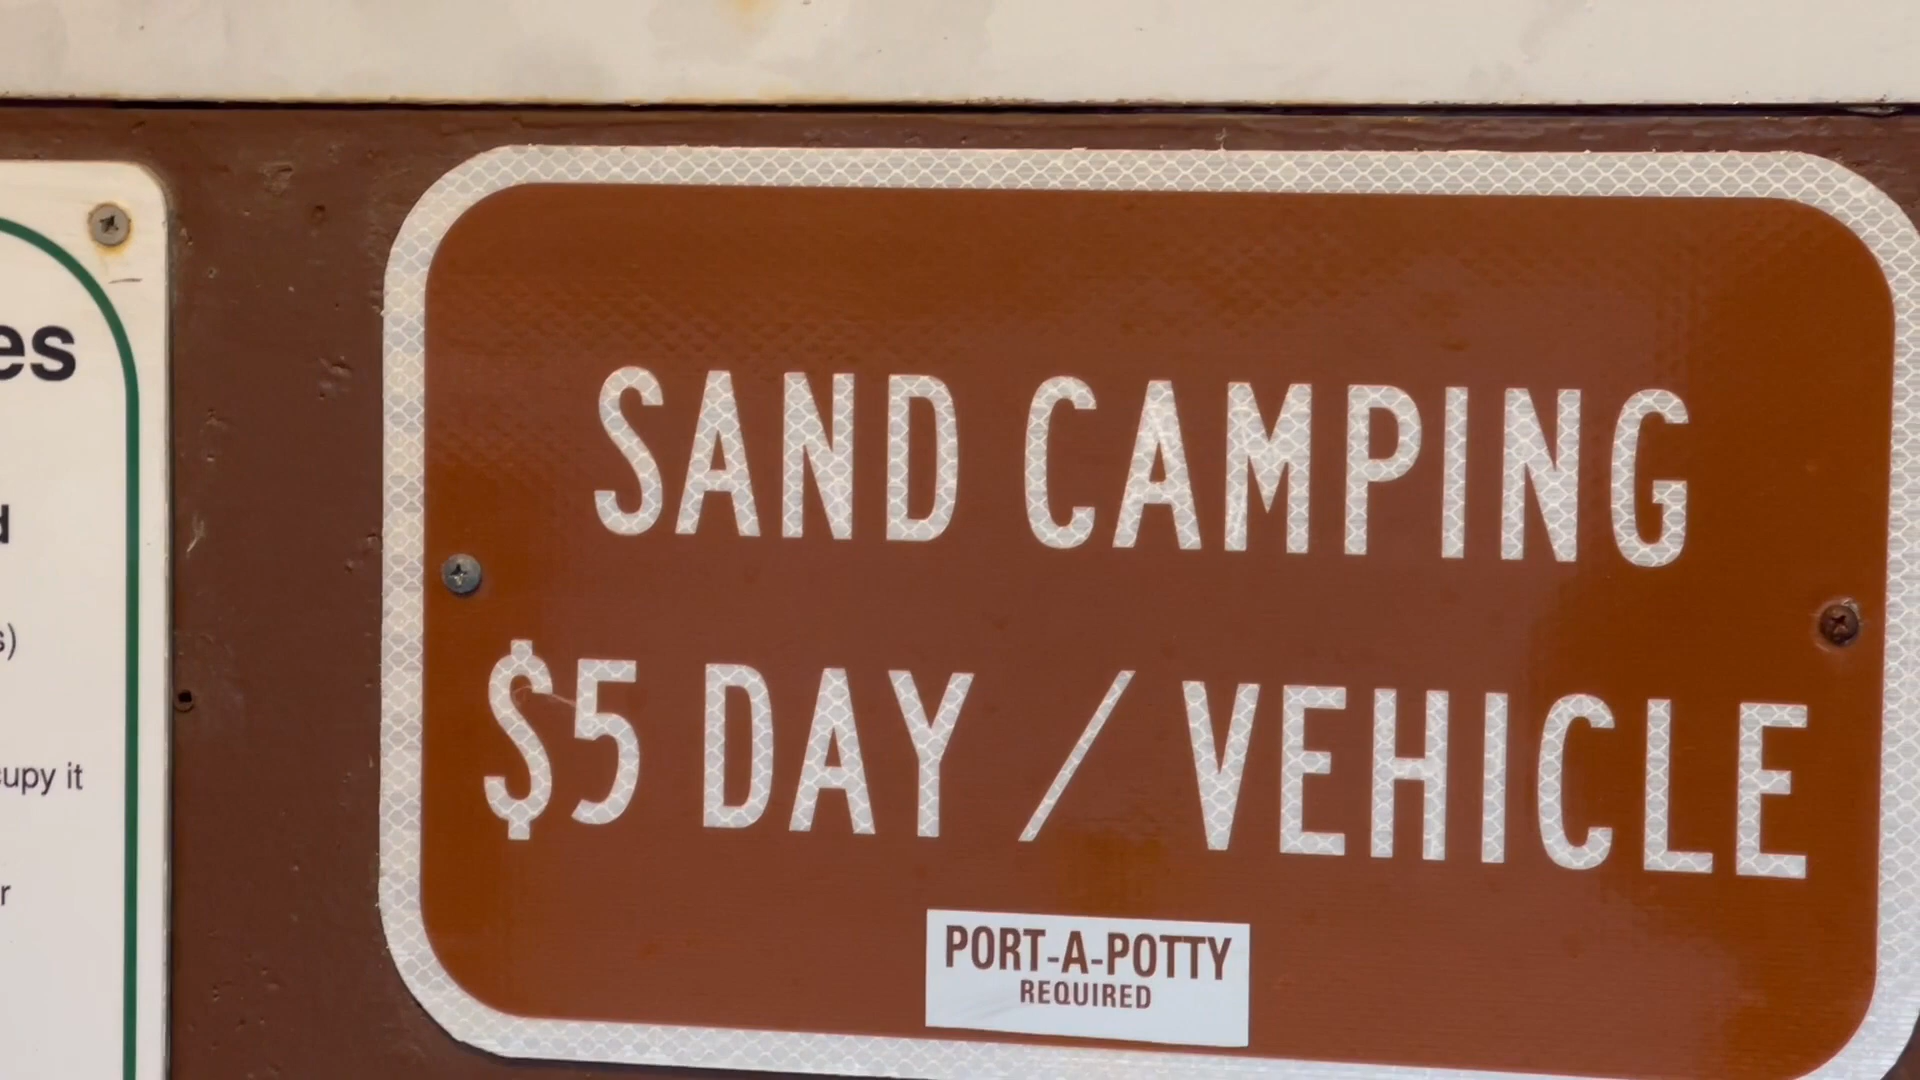 SAND CAMPING
$5 DAY / VEHICLE
PORT-A-POTTY
REQUIRED
es
d
s)
upy it
r